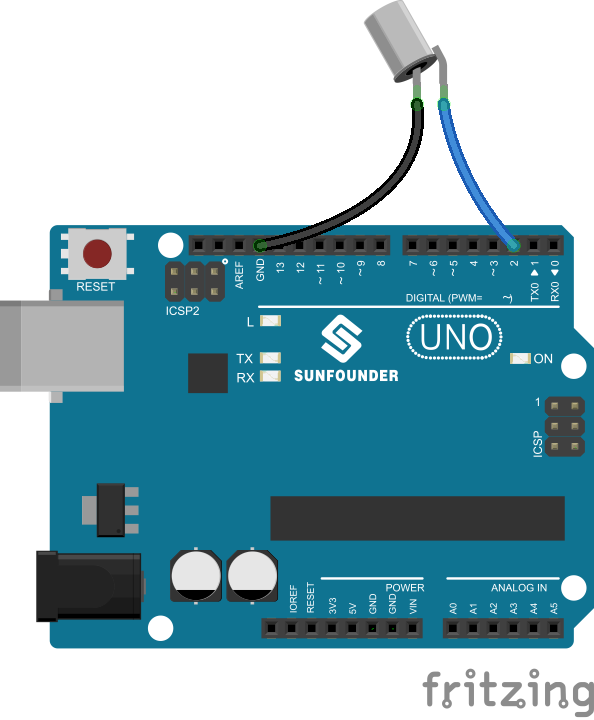 RESET
AREF
GND
13
12
~11
~10
~9
8
7
~6
~5
4
~3
2
TX0▶1
RX0◀0
ICSP2
DIGITAL (PWM= ~)
L
TX
RX
SUNFOUNDER
UNO
ON
1
ICSP
IOREF
RESET
3V3
5V
GND
GND
VIN
POWER
A0
A1
A2
A3
A4
A5
ANALOG IN
fritzing